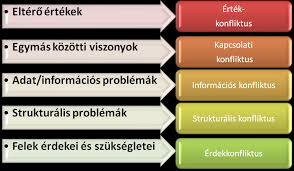 • Eltérő értékek
Érték-
konfliktus
• Egymás közötti viszonyok
Kapcsolati
konfliktus
• Adat/információs problémák
Információs konfliktus
• Strukturális problémák
Strukturális konfliktus
• Felek érdekei és szükségletei
Érdekkonfliktus